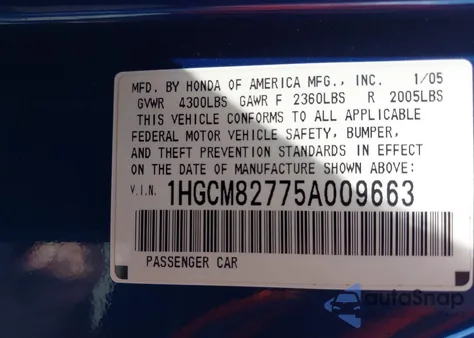 MFD. BY HONDA OF AMERICA MFG., INC. 1/05
GVWR 4300LBS GAWR F 2360LBS R 2005LBS
THIS VEHICLE CONFORMS TO ALL APPLICABLE
FEDERAL MOTOR VEHICLE SAFETY, BUMPER,
AND THEFT PREVENTION STANDARDS IN EFFECT
ON THE DATE OF MANUFACTURE SHOWN ABOVE:
V.I.N. 1HGCM82775A009663
PASSENGER CAR
autoSnap